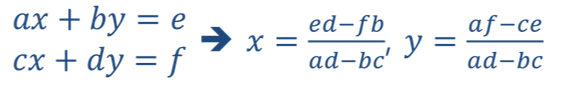 ax + by = e
cx + dy = f
➔ x = ed−fb / ad−bc, y = af−ce / ad−bc